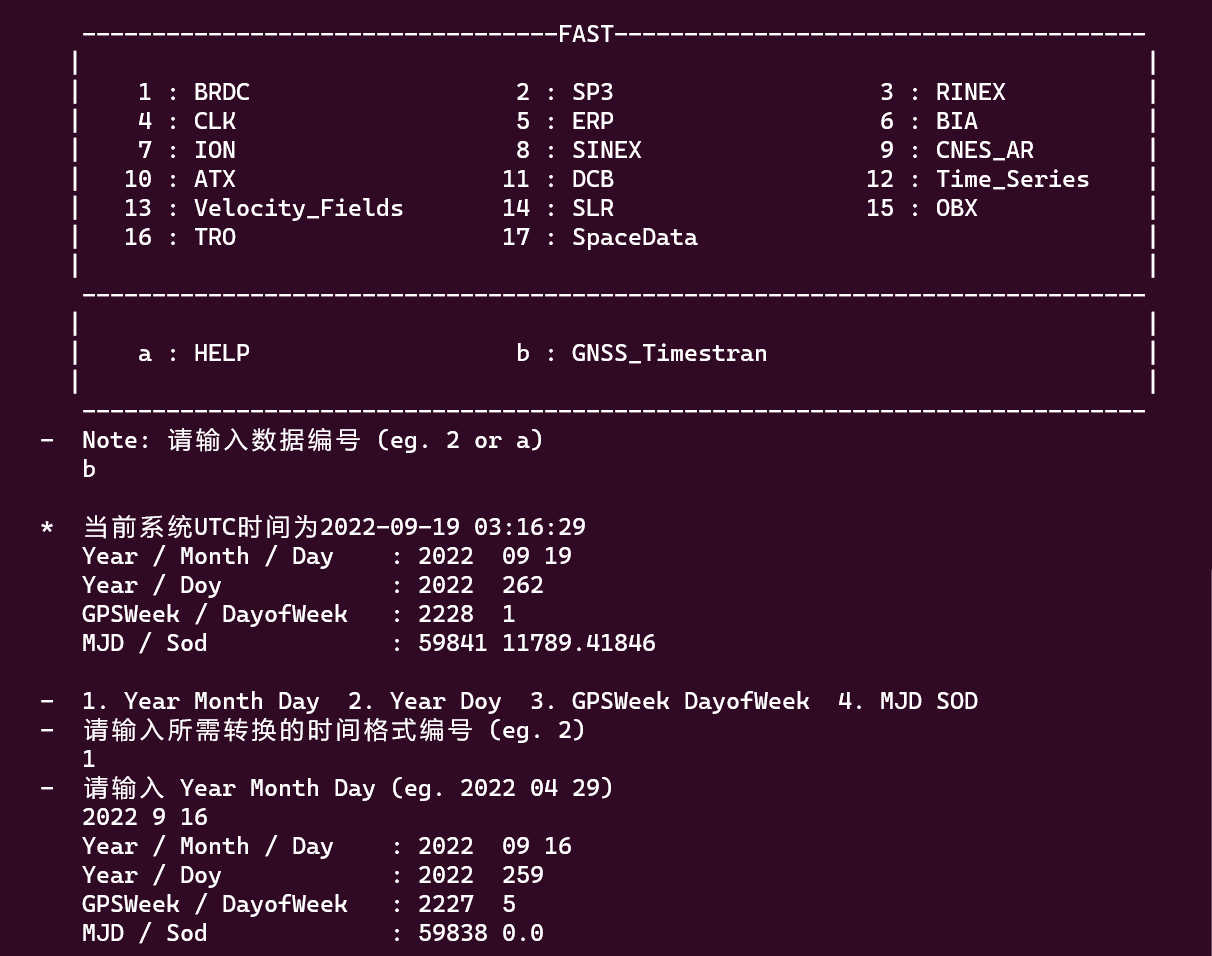 ----------------------------------FAST--------------------------------------
1 : BRDC 2 : SP3 3 : RINEX
4 : CLK 5 : ERP 6 : BIA
7 : ION 8 : SINEX 9 : CNES_AR
10 : ATX 11 : DCB 12 : Time_Series
13 : Velocity_Fields 14 : SLR 15 : OBX
16 : TRO 17 : SpaceData
a : HELP b : GNSS_Timestran
- Note: 请输入数据编号 (eg. 2 or a)
b
* 当前系统UTC时间为2022-09-19 03:16:29
Year / Month / Day : 2022 09 19
Year / Doy : 2022 262
GPSWeek / DayofWeek : 2228 1
MJD / Sod : 59841 11789.41846
- 1. Year Month Day 2. Year Doy 3. GPSWeek DayofWeek 4. MJD SOD
- 请输入所需转换的时间格式编号 (eg. 2)
1
- 请输入 Year Month Day (eg. 2022 04 29)
2022 9 16
Year / Month / Day : 2022 09 16
Year / Doy : 2022 259
GPSWeek / DayofWeek : 2227 5
MJD / Sod : 59838 0.0